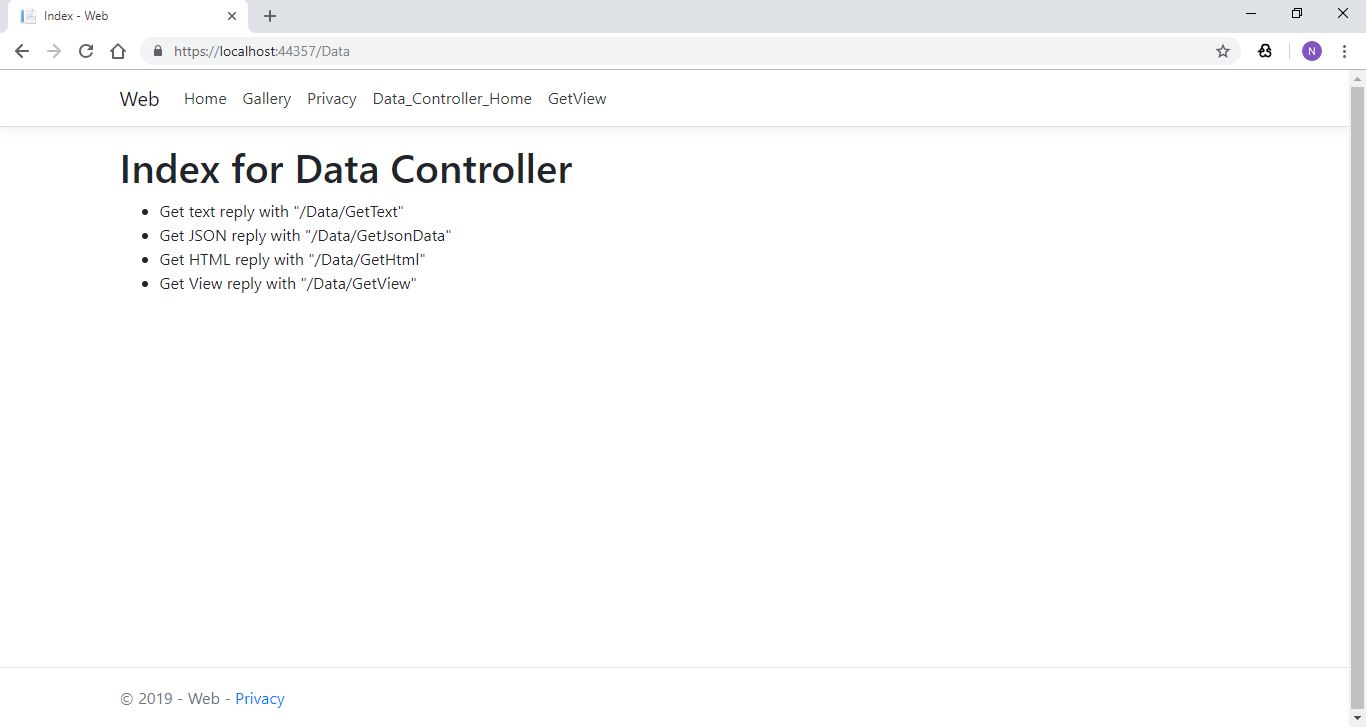 Index - Web
https://localhost:44357/Data
N
Web Home Gallery Privacy Data_Controller_Home GetView
Index for Data Controller
Get text reply with "/Data/GetText"
Get JSON reply with "/Data/GetJsonData"
Get HTML reply with "/Data/GetHtml"
Get View reply with "/Data/GetView"
© 2019 - Web - Privacy